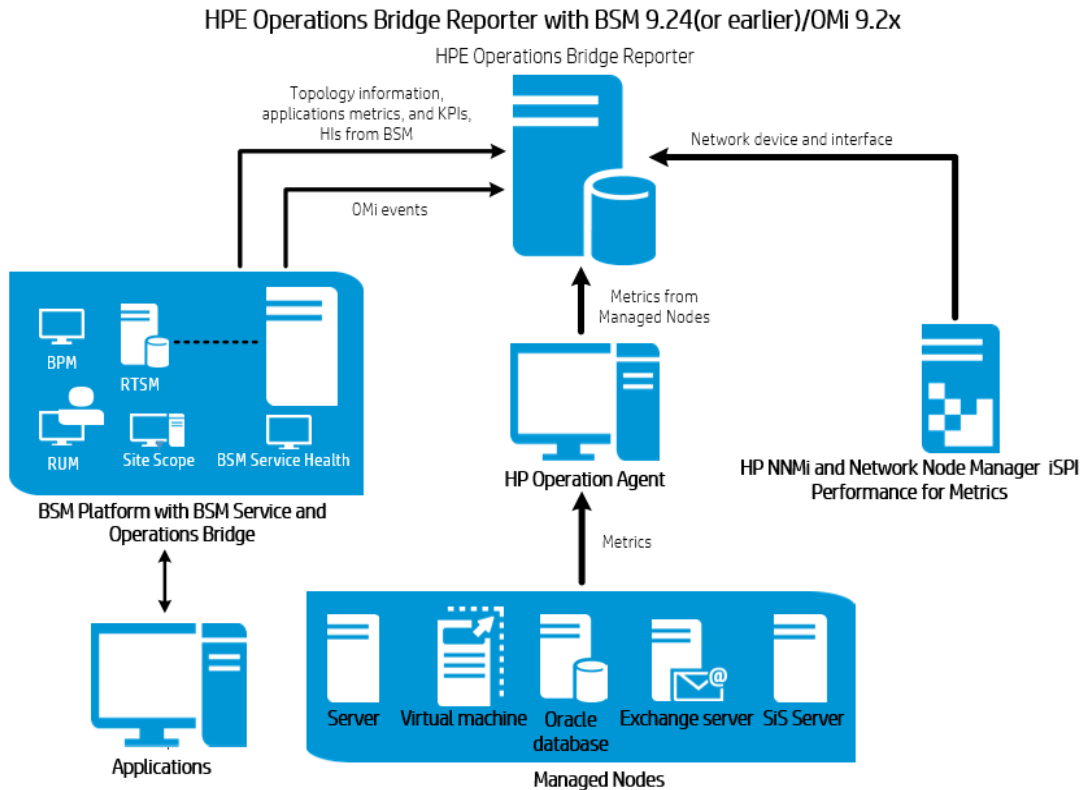 HPE Operations Bridge Reporter with BSM 9.24(or earlier)/OMi 9.2x
HPE Operations Bridge Reporter
Topology information,
applications metrics, and KPIs,
HIs from BSM
Network device and interface
OMi events
Metrics from
Managed Nodes
BPM
RTSM
RUM
Site Scope
BSM Service Health
BSM Platform with BSM Service and
Operations Bridge
HP Operation Agent
HP NNMi and Network Node Manager iSPI
Performance for Metrics
Metrics
Applications
Server
Virtual machine
Oracle
database
@
Exchange server
SiS Server
Managed Nodes